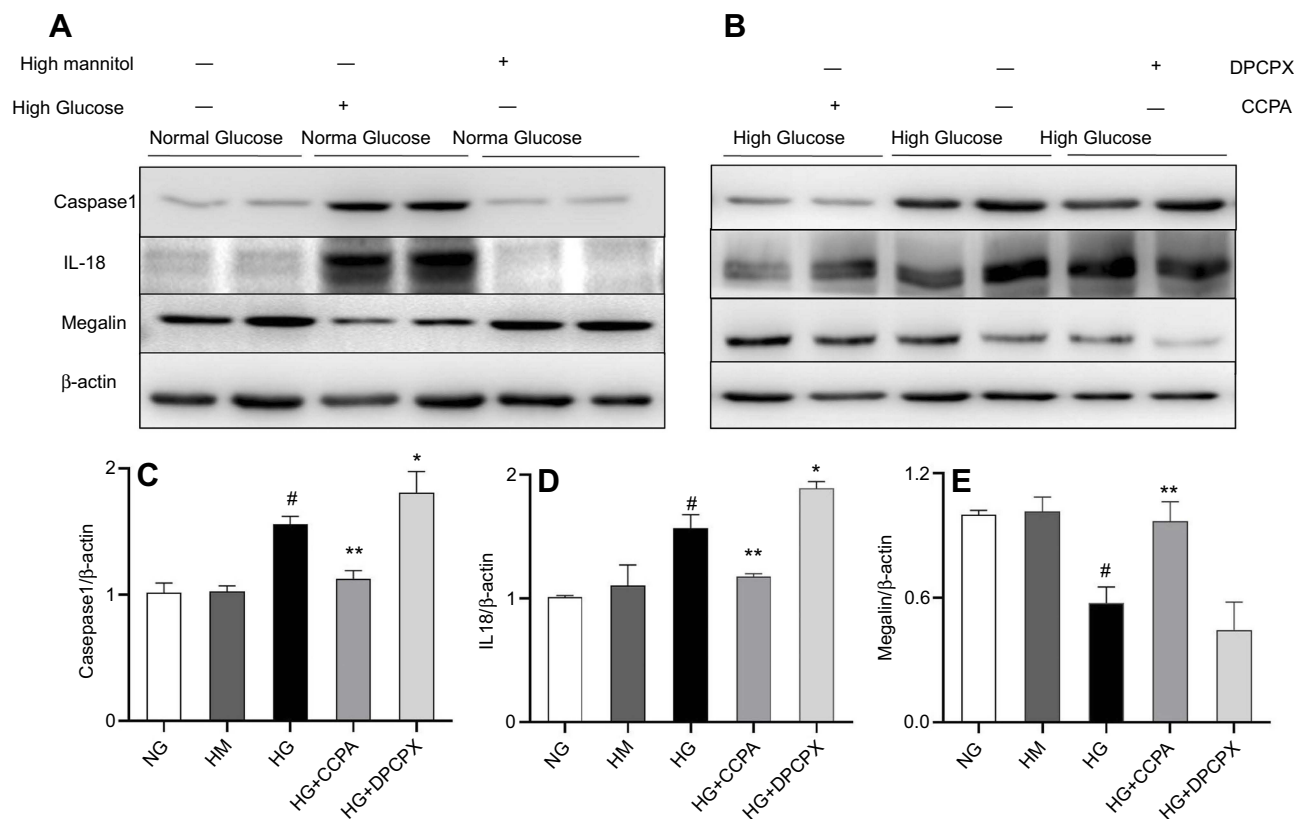 A
High mannitol — — +
High Glucose — + —
Normal Glucose Norma Glucose Norma Glucose
Caspase1
IL-18
Megalin
β-actin
B
— — + DPCPX
+ — — CCPA
High Glucose High Glucose High Glucose
C
Casepase1/β-actin
2
1
0
#
**
*
NG HM HG HG+CCPA HG+DPCPX
D
IL18/β-actin
2
1
0
#
**
*
NG HM HG HG+CCPA HG+DPCPX
E
Megalin/β-actin
1.2
0.6
0.0
#
**
NG HM HG HG+CCPA HG+DPCPX